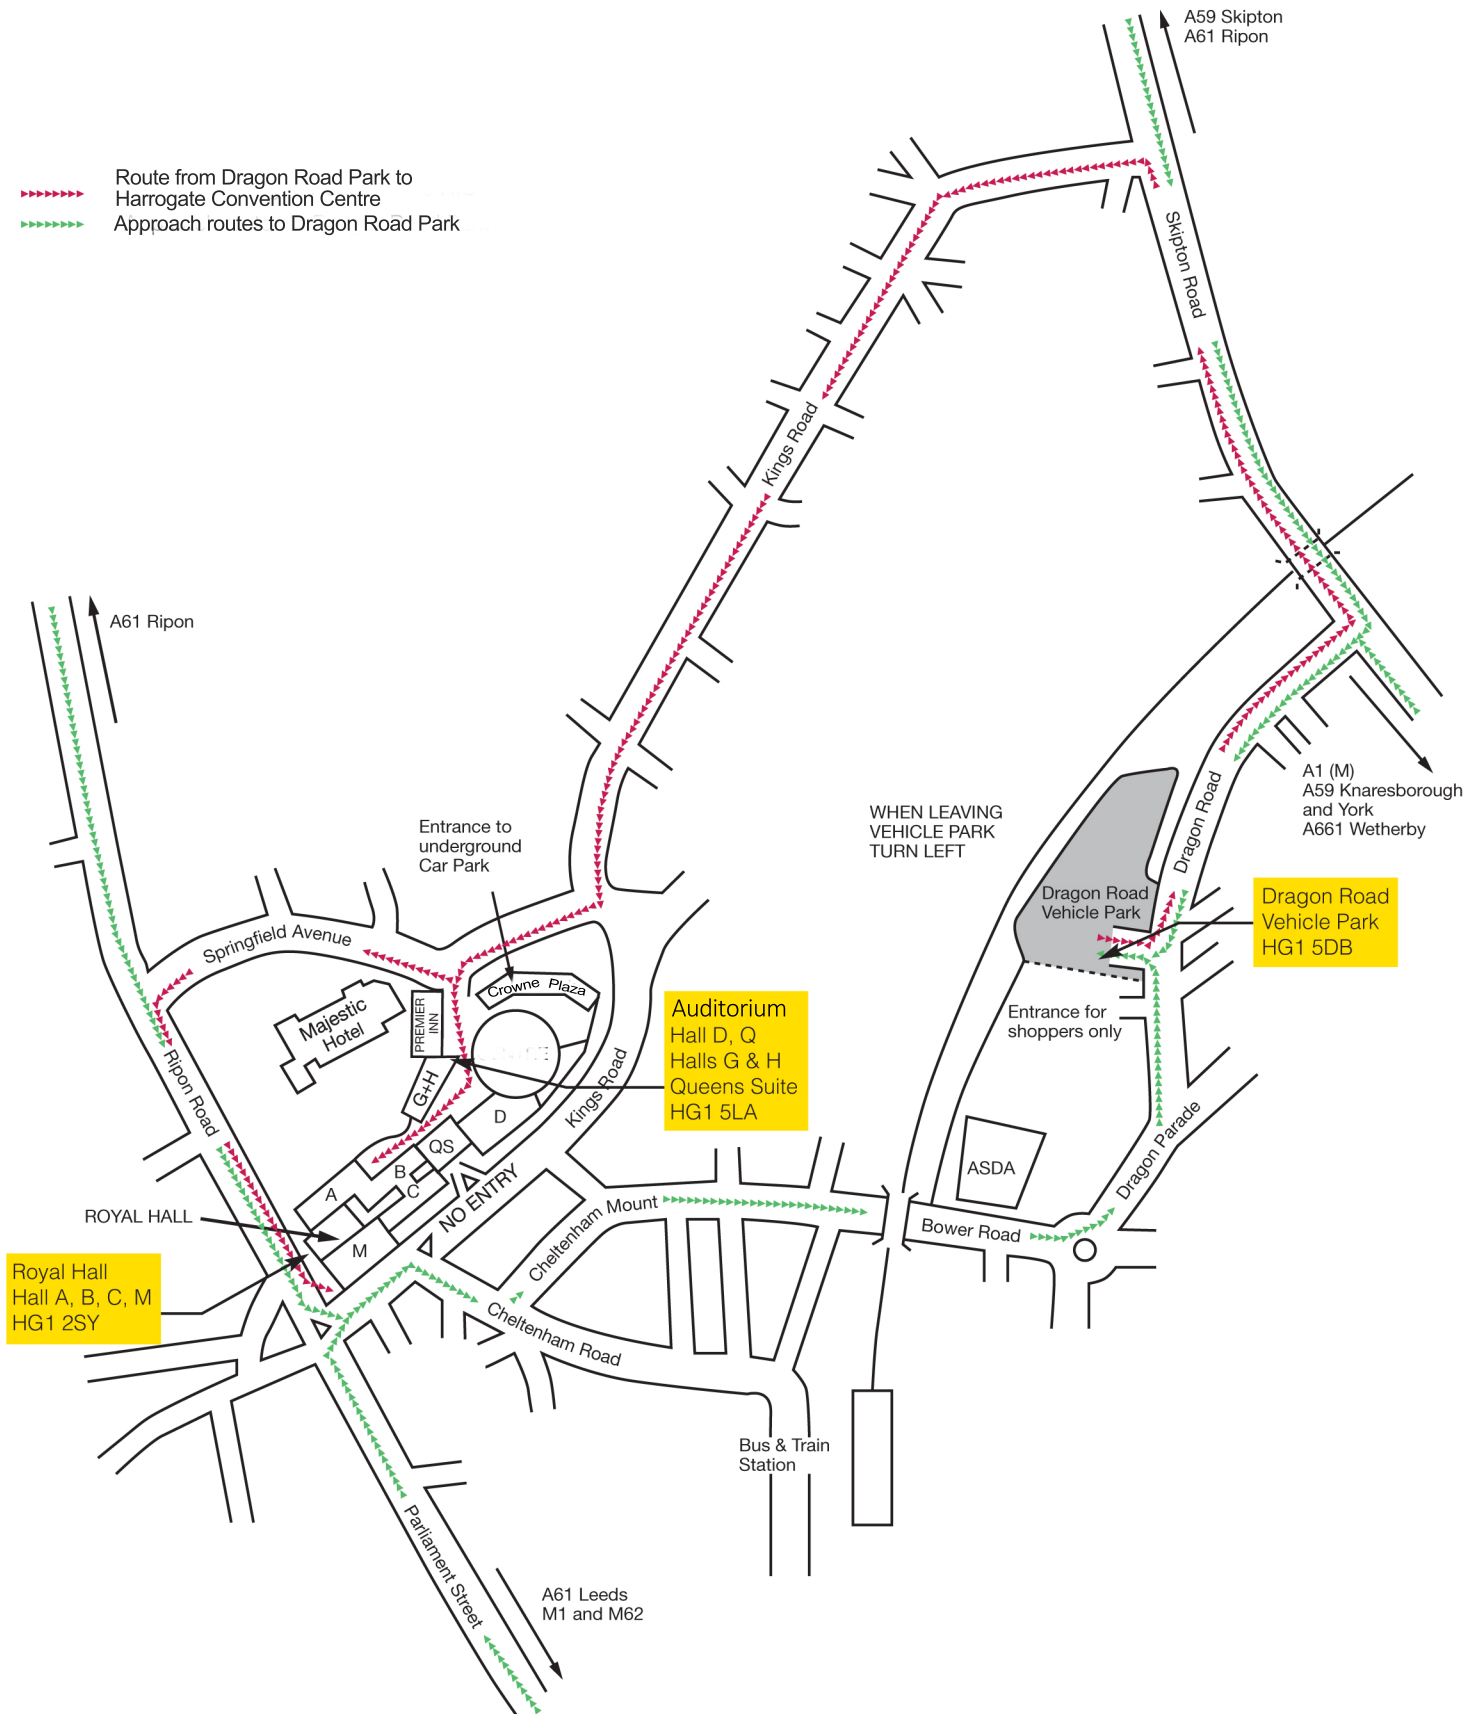 A59 Skipton
A61 Ripon
Route from Dragon Road Park to
Harrogate Convention Centre
Approach routes to Dragon Road Park
Skipton Road
Kings Road
A61 Ripon
A1 (M)
A59 Knaresborough
and York
A661 Wetherby
WHEN LEAVING
VEHICLE PARK
TURN LEFT
Entrance to
underground
Car Park
Dragon Road
Dragon Road
Vehicle Park
Dragon Road
Vehicle Park
HG1 5DB
Springfield Avenue
Crowne Plaza
Majestic
Hotel
PREMIER
INN
Entrance for
shoppers only
Auditorium
Hall D, Q
Halls G & H
Queens Suite
HG1 5LA
Ripon Road
G+H
D
Kings Road
QS
B
C
A
M
NO ENTRY
ROYAL HALL
ASDA
Dragon Parade
Cheltenham Mount
Bower Road
Royal Hall
Hall A, B, C, M
HG1 2SY
Cheltenham Road
Bus & Train
Station
Parliament Street
A61 Leeds
M1 and M62